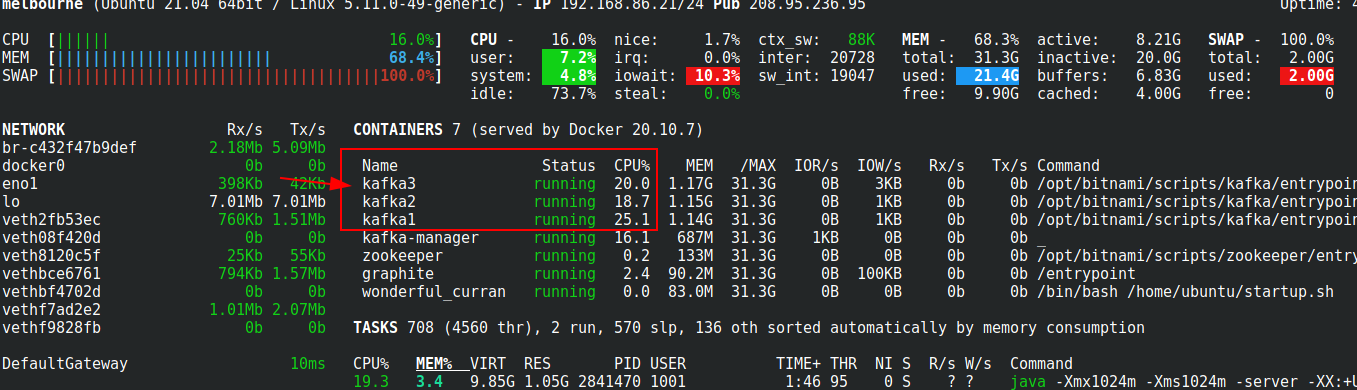 melbourne (Ubuntu 21.04 64bit / Linux 5.11.0-49-generic) - IP 192.168.86.21/24 Pub 208.95.236.95 Uptime: 4
CPU [|||||| 16.0%] CPU - 16.0% nice: 1.7% ctx_sw: 88K MEM - 68.3% active: 8.21G SWAP - 100.0%
MEM [|||||||||||||||||||||||| 68.4%] user: 7.2% irq: 0.0% inter: 20728 total: 31.3G inactive: 20.0G total: 2.00G
SWAP [||||||||||||||||||||||||||||||||||||100.0%] system: 4.8% iowait: 10.3% sw_int: 19047 used: 21.4G buffers: 6.83G used: 2.00G
idle: 73.7% steal: 0.0% free: 9.90G cached: 4.00G free: 0
NETWORK Rx/s Tx/s CONTAINERS 7 (served by Docker 20.10.7)
br-c432f47b9def 2.18Mb 5.09Mb
docker0 0b 0b Name Status CPU% MEM /MAX IOR/s IOW/s Rx/s Tx/s Command
eno1 398Kb 42Kb kafka3 running 20.0 1.17G 31.3G 0B 3KB 0b 0b /opt/bitnami/scripts/kafka/entrypoin
lo 7.01Mb 7.01Mb kafka2 running 18.7 1.15G 31.3G 0B 1KB 0b 0b /opt/bitnami/scripts/kafka/entrypoin
veth2fb53ec 760Kb 1.51Mb kafka1 running 25.1 1.14G 31.3G 0B 1KB 0b 0b /opt/bitnami/scripts/kafka/entrypoin
veth08f420d 0b 0b kafka-manager running 16.1 687M 31.3G 1KB 0B 0b 0b _
veth8120c5f 25Kb 55Kb zookeeper running 0.2 133M 31.3G 0B 0B 0b 0b /opt/bitnami/scripts/zookeeper/entry
vethbce6761 794Kb 1.57Mb graphite running 2.4 90.2M 31.3G 0B 100KB 0b 0b /entrypoint
vethbf4702d 0b 0b wonderful_curran running 0.0 83.0M 31.3G 0B 0B 0b 0b /bin/bash /home/ubuntu/startup.sh
vethf7ad2e2 1.01Mb 2.07Mb
vethf9828fb 0b 0b TASKS 708 (4560 thr), 2 run, 570 slp, 136 oth sorted automatically by memory consumption
DefaultGateway 10ms CPU% MEM% VIRT RES PID USER TIME+ THR NI S R/s W/s Command
19.3 3.4 9.85G 1.05G 2841470 1001 1:46 95 0 S ? ? java -Xmx1024m -Xms1024m -server -XX:+U